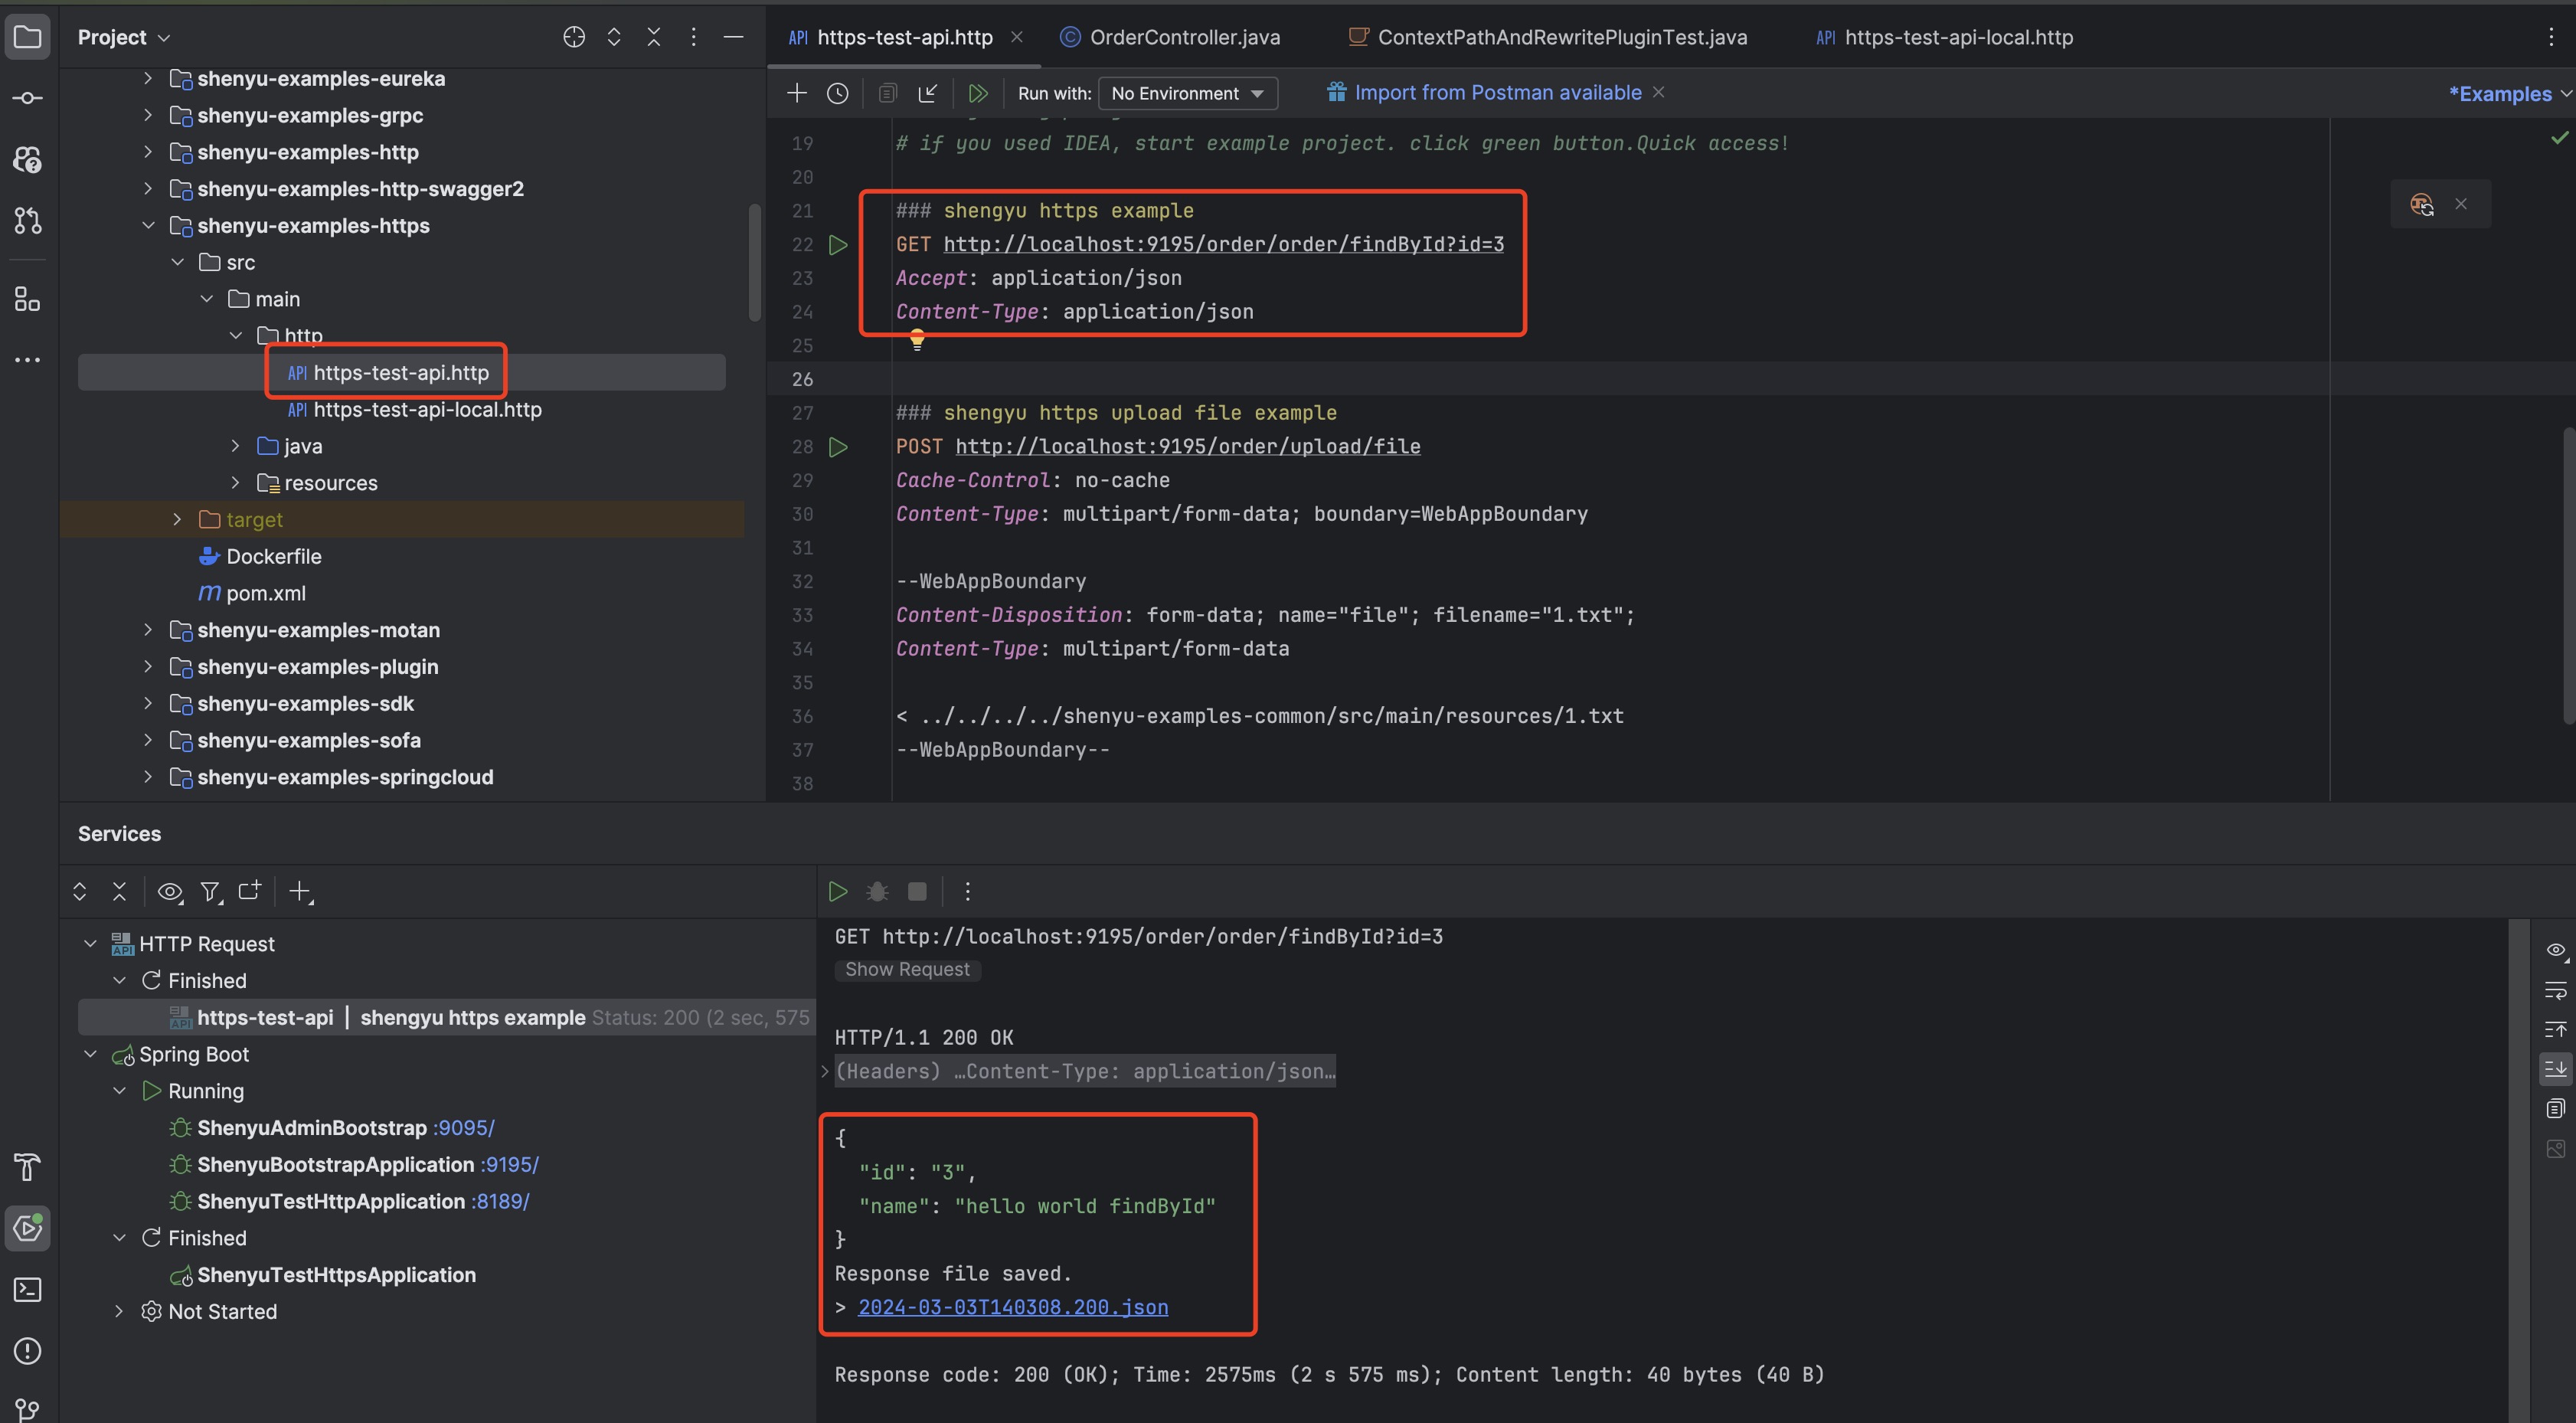 Project
shenyu-examples-eureka
shenyu-examples-grpc
shenyu-examples-http
shenyu-examples-http-swagger2
shenyu-examples-https
src
main
http
API https-test-api.http
API https-test-api-local.http
java
resources
target
Dockerfile
m pom.xml
shenyu-examples-motan
shenyu-examples-plugin
shenyu-examples-sdk
shenyu-examples-sofa
shenyu-examples-springcloud
API https-test-api.http
OrderController.java
ContextPathAndRewritePluginTest.java
API https-test-api-local.http
Run with: No Environment
Import from Postman available
*Examples
19 # if you used IDEA, start example project. click green button.Quick access!
20
21 ### shengyu https example
22 GET http://localhost:9195/order/order/findById?id=3
23 Accept: application/json
24 Content-Type: application/json
25
26
27 ### shengyu https upload file example
28 POST http://localhost:9195/order/upload/file
29 Cache-Control: no-cache
30 Content-Type: multipart/form-data; boundary=WebAppBoundary
31
32 --WebAppBoundary
33 Content-Disposition: form-data; name="file"; filename="1.txt";
34 Content-Type: multipart/form-data
35
36 < ../../../../shenyu-examples-common/src/main/resources/1.txt
37 --WebAppBoundary--
38
Services
API HTTP Request
Finished
API https-test-api | shengyu https example Status: 200 (2 sec, 575
Spring Boot
Running
ShenyuAdminBootstrap :9095/
ShenyuBootstrapApplication :9195/
ShenyuTestHttpApplication :8189/
Finished
ShenyuTestHttpsApplication
Not Started
GET http://localhost:9195/order/order/findById?id=3
Show Request
HTTP/1.1 200 OK
(Headers) …Content-Type: application/json…
{
"id": "3",
"name": "hello world findById"
}
Response file saved.
> 2024-03-03T140308.200.json
Response code: 200 (OK); Time: 2575ms (2 s 575 ms); Content length: 40 bytes (40 B)